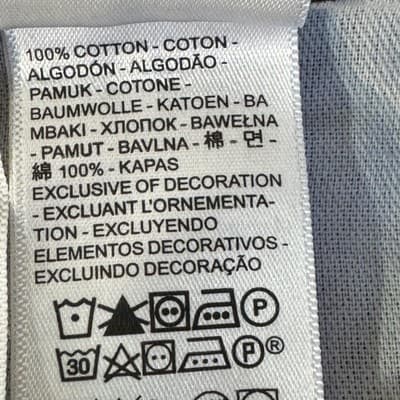 100% COTTON - COTON -
ALGODÓN - ALGODÃO -
PAMUK - COTONE -
BAUMWOLLE - KATOEN - BA
MBAKI - ХЛОПОК - BAWEŁNA
- PAMUT - BAVLNA - 棉 - 면 -
綿 100% - KAPAS
EXCLUSIVE OF DECORATION
- EXCLUANT L'ORNEMENTA-
TION - EXCLUYENDO
ELEMENTOS DECORATIVOS -
EXCLUINDO DECORAÇÃO
P
30 P®